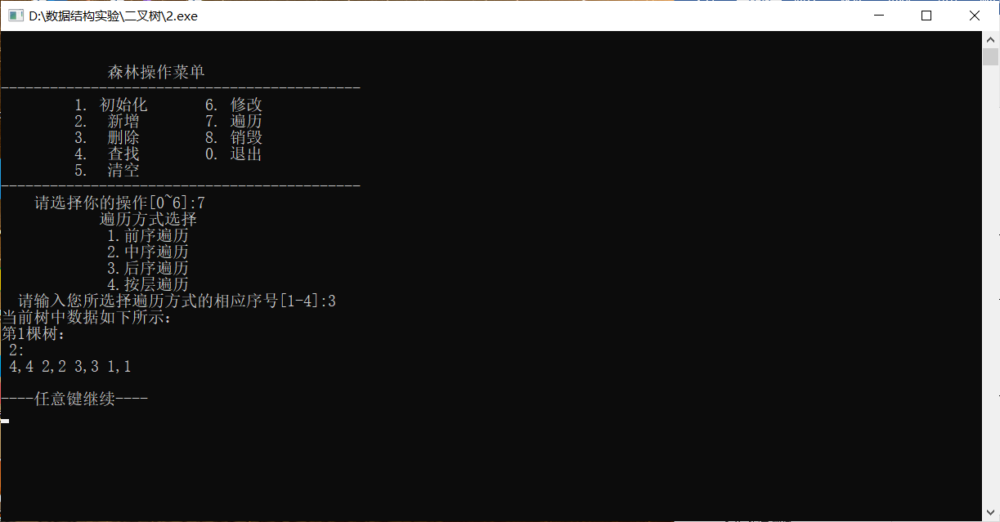 D:\数据结构实验\二叉树\2.exe
森林操作菜单
--------------------------------------------
1. 初始化 6. 修改
2. 新增 7. 遍历
3. 删除 8. 销毁
4. 查找 0. 退出
5. 清空
--------------------------------------------
请选择你的操作[0~6]:7
遍历方式选择
1.前序遍历
2.中序遍历
3.后序遍历
4.按层遍历
请输入您所选择遍历方式的相应序号[1-4]:3
当前树中数据如下所示:
第1棵树:
2:
4,4 2,2 3,3 1,1
----任意键继续----